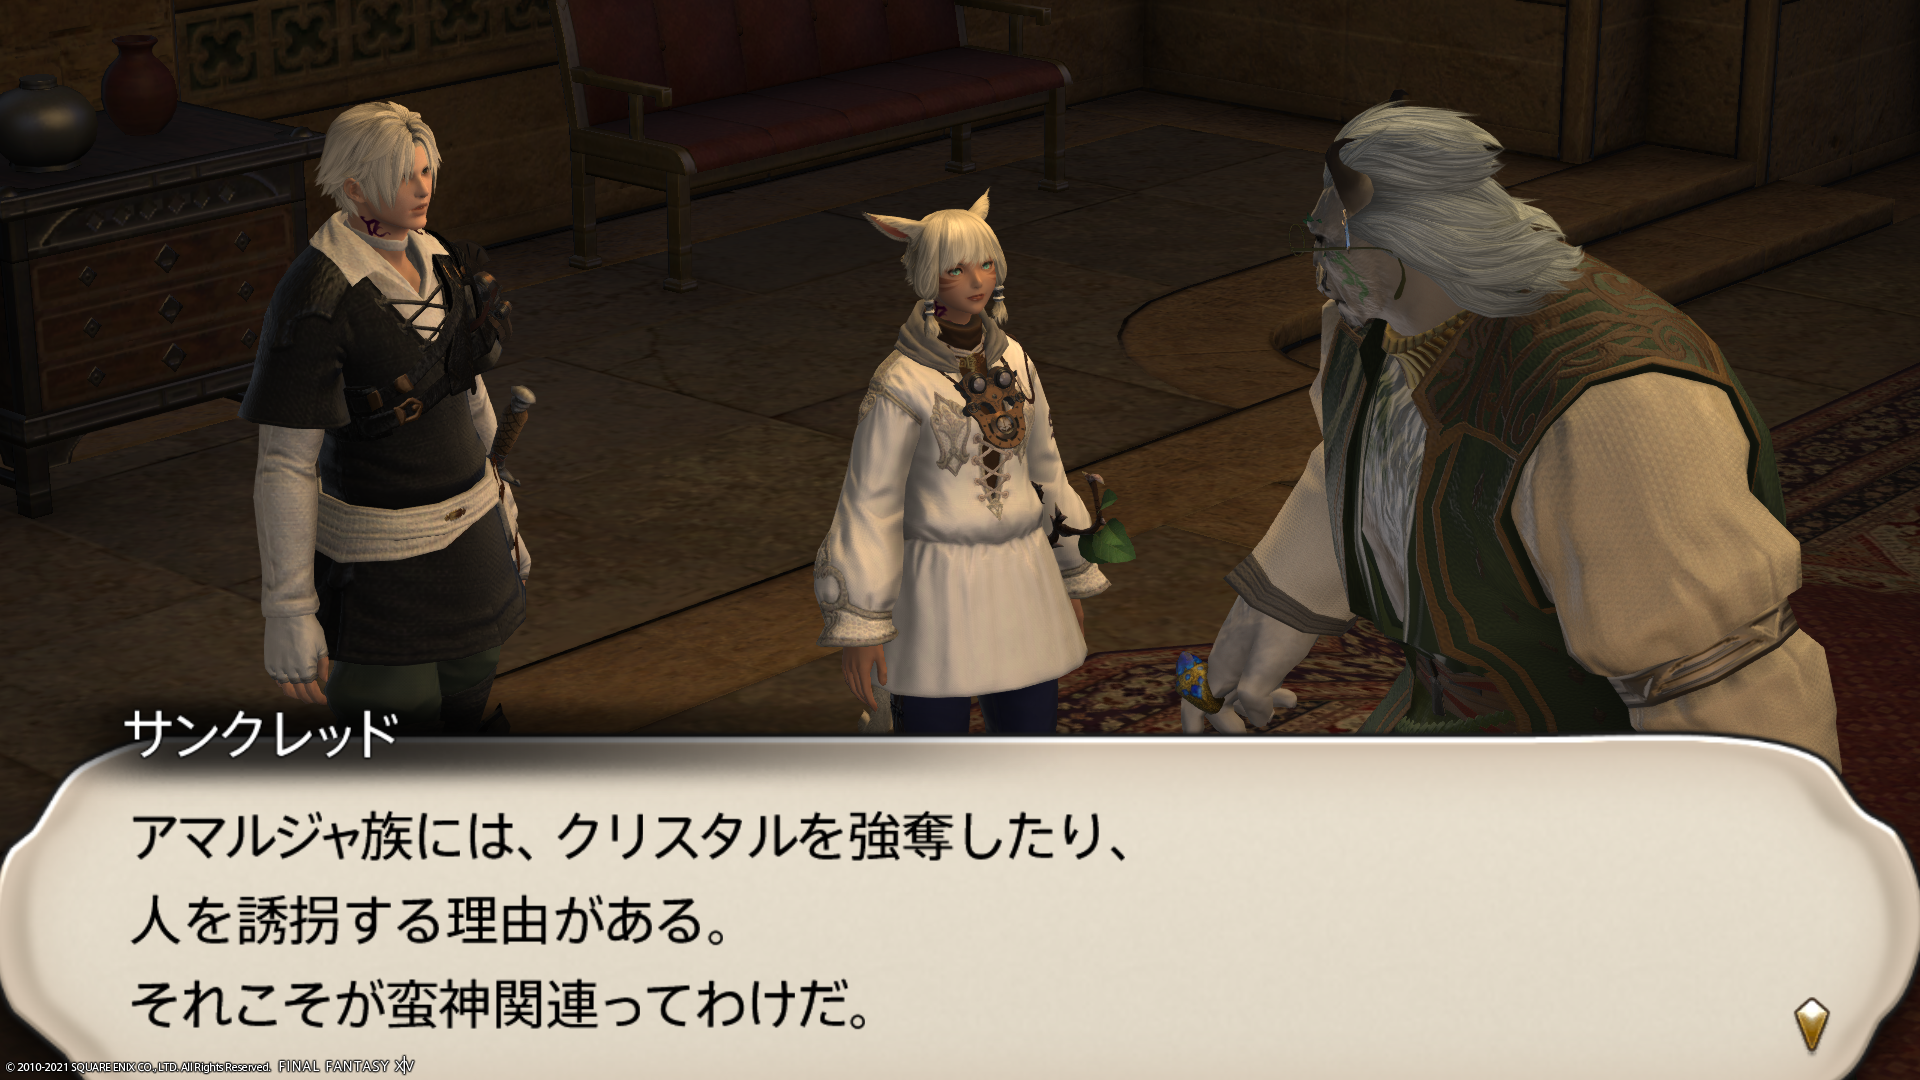 サンクレッド
アマルジャ族には、クリスタルを強奪したり、
人を誘拐する理由がある。
それこそが蛮神関連ってわけだ。
© 2010-2021 SQUARE ENIX CO., LTD. All Rights Reserved. FINAL FANTASY XIV